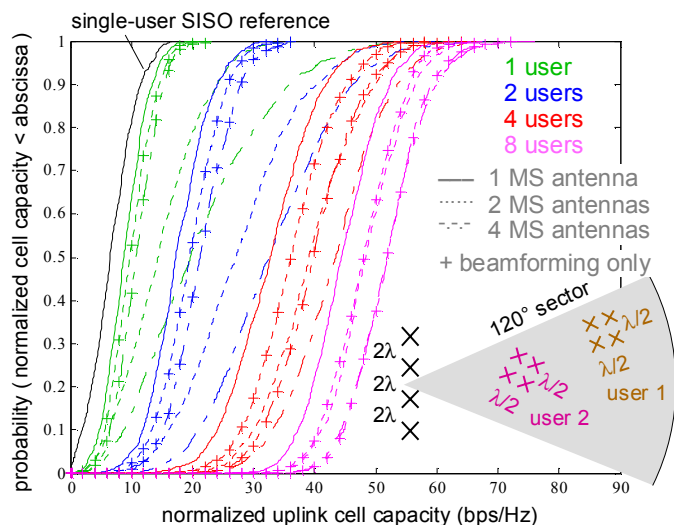 single-user SISO reference
probability ( normalized cell capacity < abscissa )
1
0.9
0.8
0.7
0.6
0.5
0.4
0.3
0.2
0.1
0
1 user
2 users
4 users
8 users
1 MS antenna
2 MS antennas
4 MS antennas
+ beamforming only
120° sector
2λ
2λ
2λ
λ/2
λ/2
user 1
λ/2
λ/2
user 2
0 10 20 30 40 50 60 70 80 90
normalized uplink cell capacity (bps/Hz)